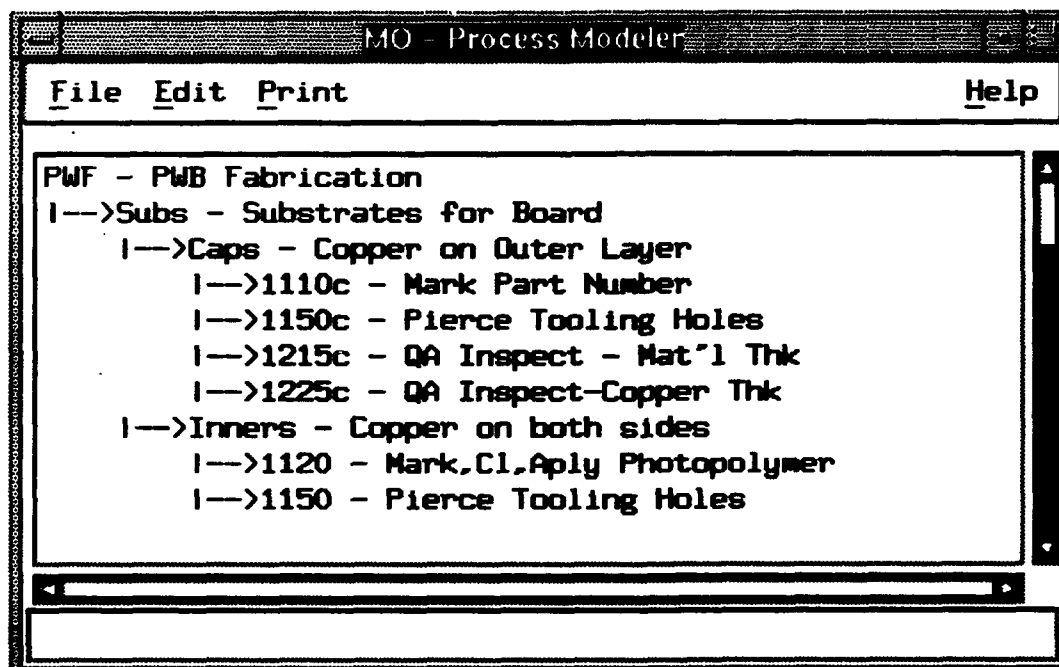 MO - Process Modeler
File Edit Print Help
PWF - PWB Fabrication
|-->Subs - Substrates for Board
|-->Caps - Copper on Outer Layer
|-->1110c - Mark Part Number
|-->1150c - Pierce Tooling Holes
|-->1215c - QA Inspect - Mat'l Thk
|-->1225c - QA Inspect-Copper Thk
|-->Inners - Copper on both sides
|-->1120 - Mark,Cl,Aply Photopolymer
|-->1150 - Pierce Tooling Holes